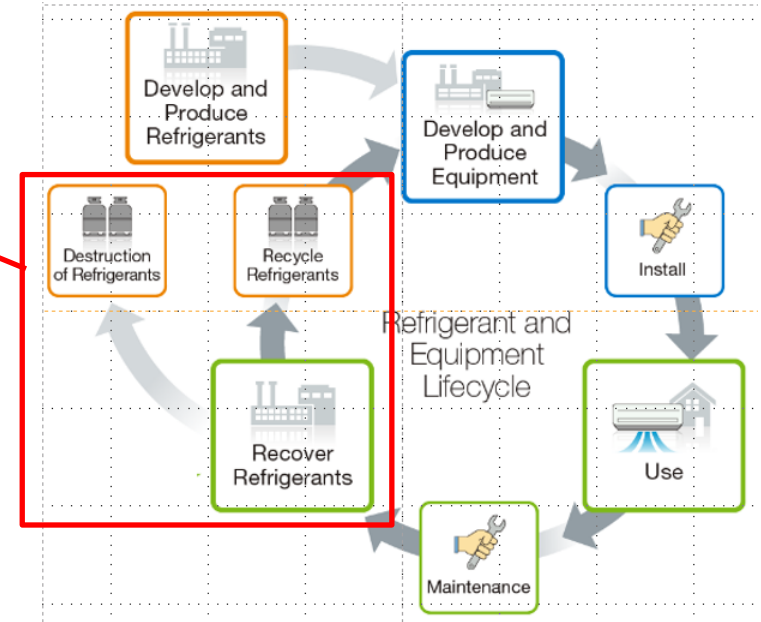 Develop and
Produce
Refrigerants
Develop and
Produce
Equipment
Destruction
of Refrigerants
Recycle
Refrigerants
Install
Refrigerant and
Equipment
Lifecycle
Recover
Refrigerants
Use
Maintenance